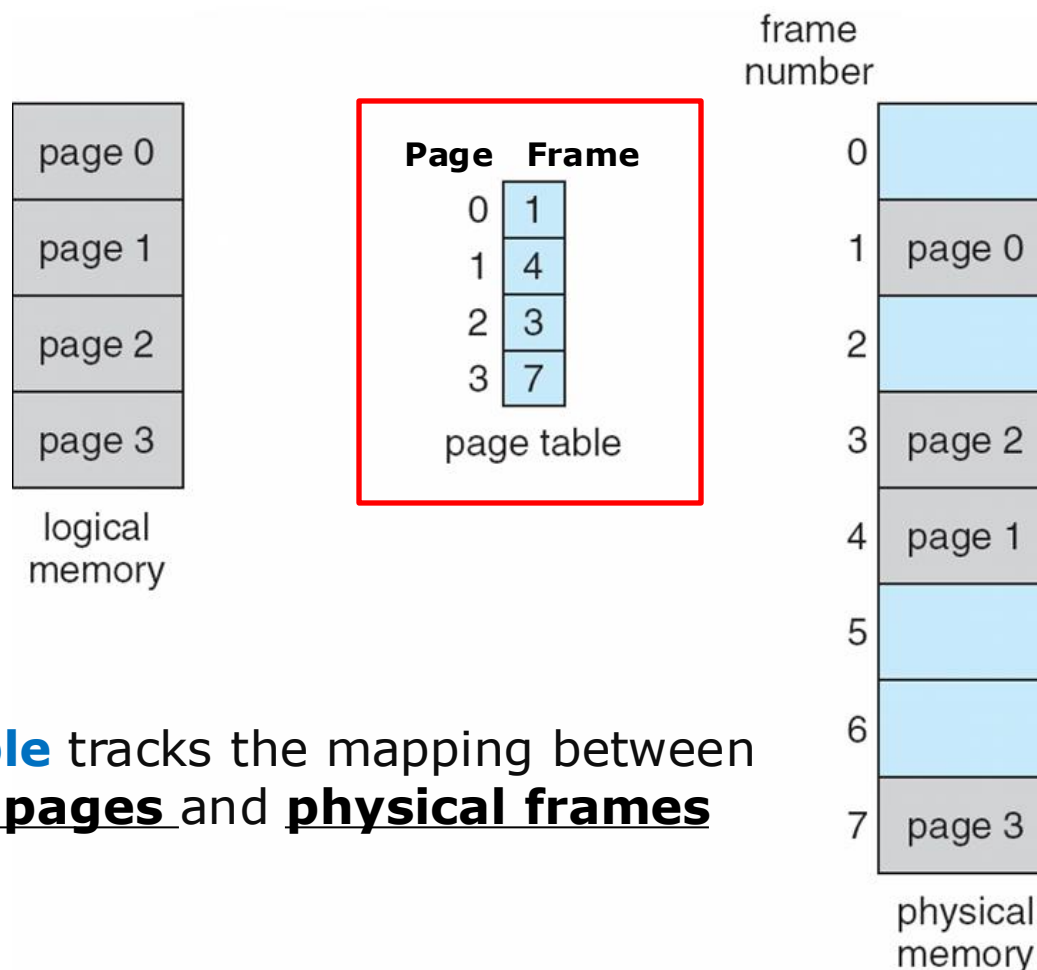 page 0
page 1
page 2
page 3
logical
memory
Page Frame
0 1
1 4
2 3
3 7
page table
frame
number
0
1 page 0
2
3 page 2
4 page 1
5
6
7 page 3
physical
memory
le tracks the mapping between
pages and physical frames